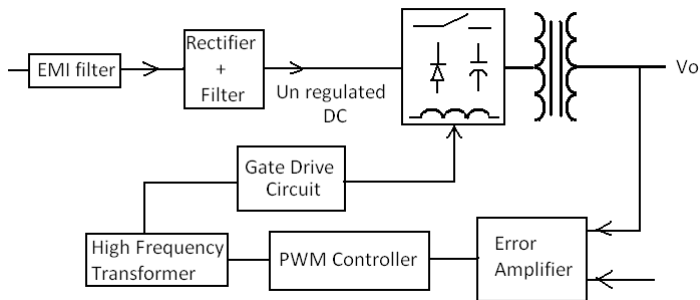 EMI filter
Rectifier
+
Filter
Un regulated
DC
Vo
Gate Drive
Circuit
High Frequency
Transformer
PWM Controller
Error
Amplifier